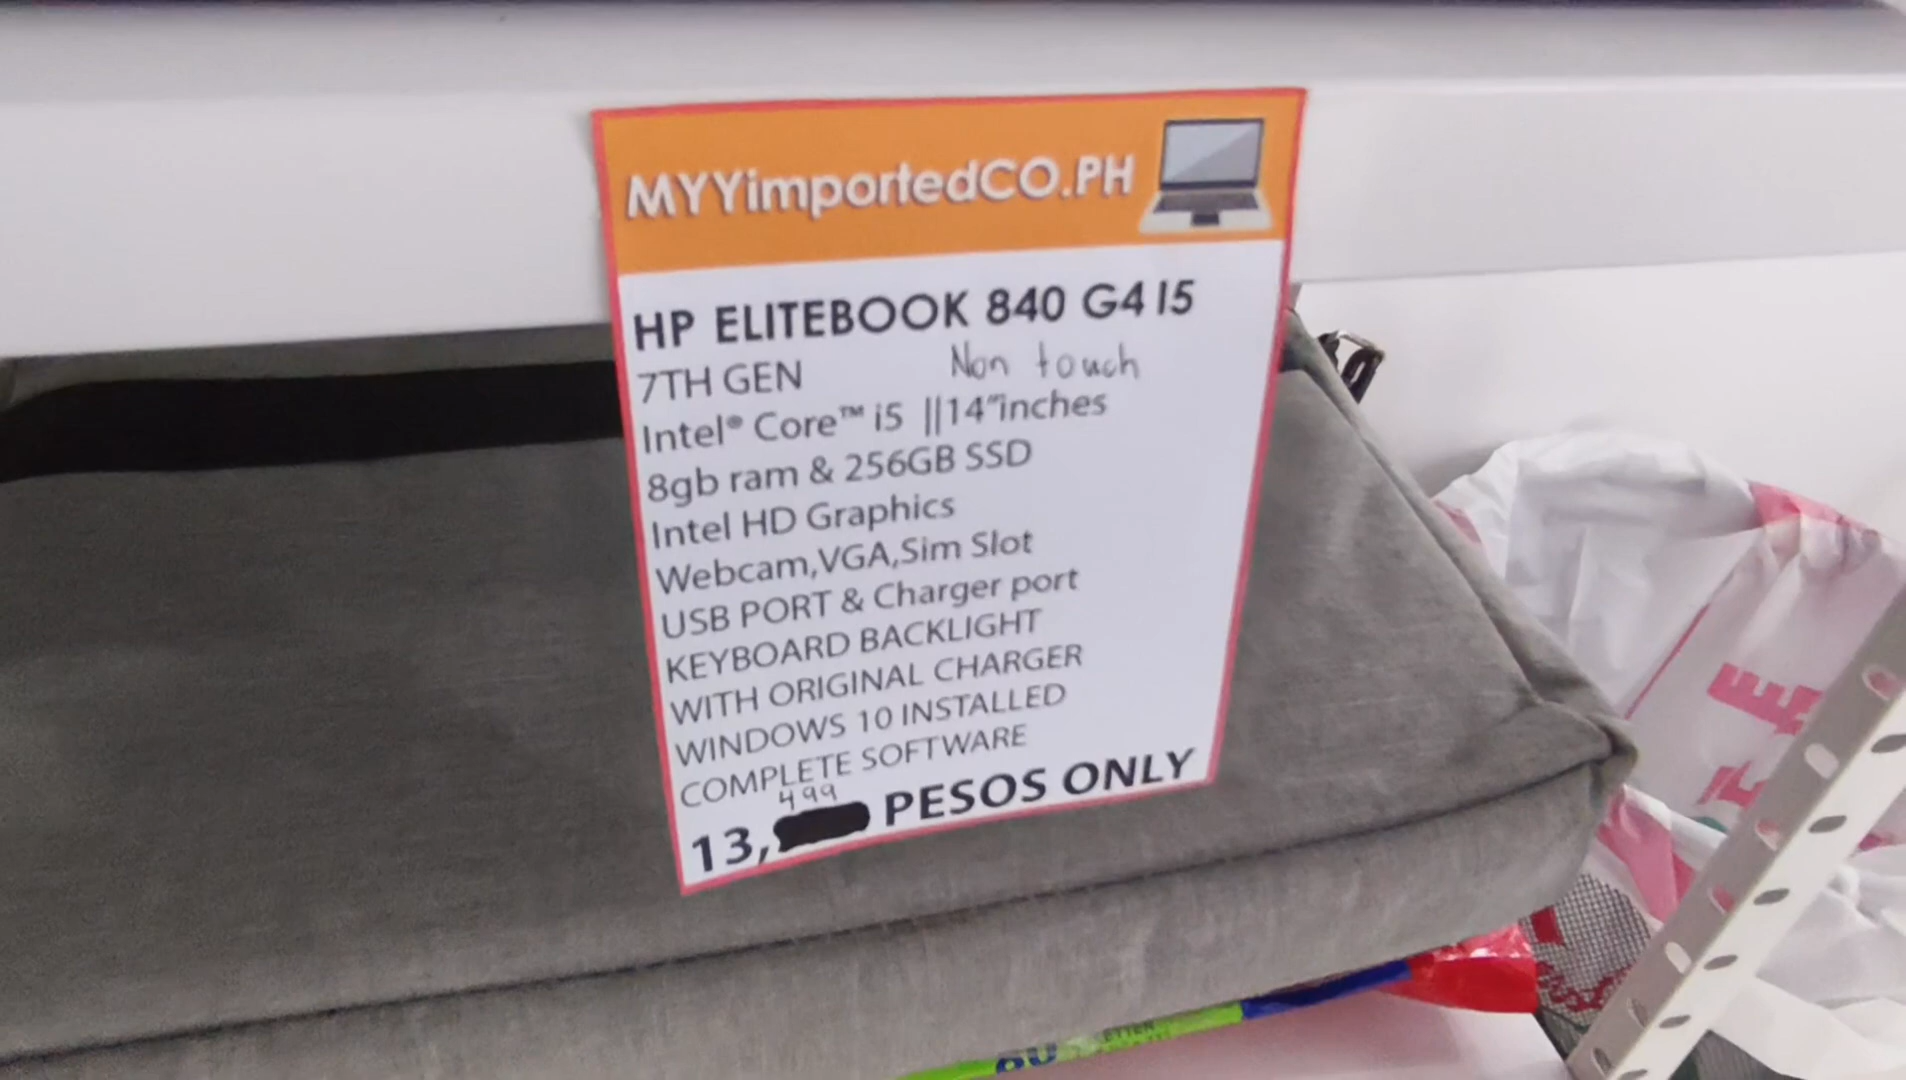 MYYimportedCO.PH
HP ELITEBOOK 840 G4 I5
7TH GEN Non touch
Intel® Core™ i5 ||14"inches
8gb ram & 256GB SSD
Intel HD Graphics
Webcam,VGA,Sim Slot
USB PORT & Charger port
KEYBOARD BACKLIGHT
WITH ORIGINAL CHARGER
WINDOWS 10 INSTALLED
COMPLETE SOFTWARE
499
13, PESOS ONLY